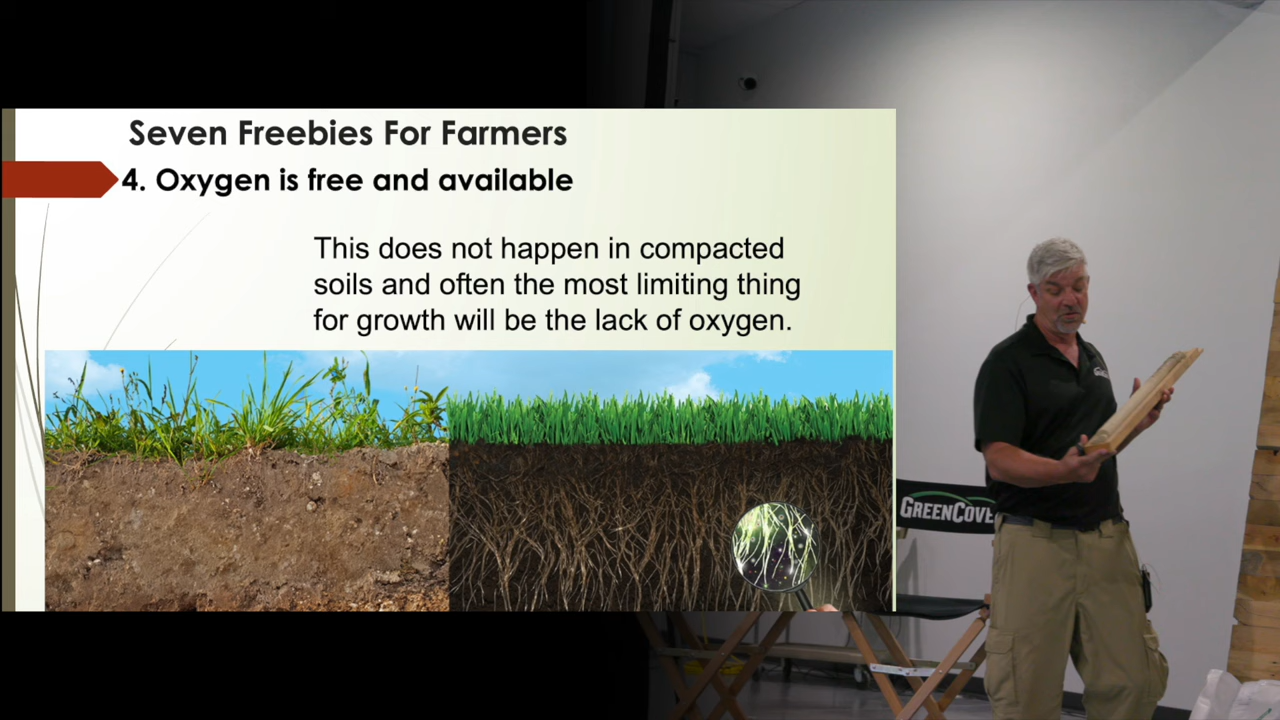 Seven Freebies For Farmers
4. Oxygen is free and available
This does not happen in compacted
soils and often the most limiting thing
for growth will be the lack of oxygen.
GREENCOVE